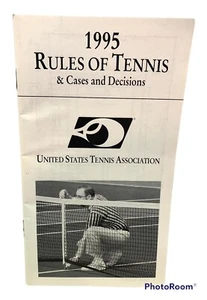 1995
RULES OF TENNIS
& Cases and Decisions
UNITED STATES TENNIS ASSOCIATION
PhotoRoom